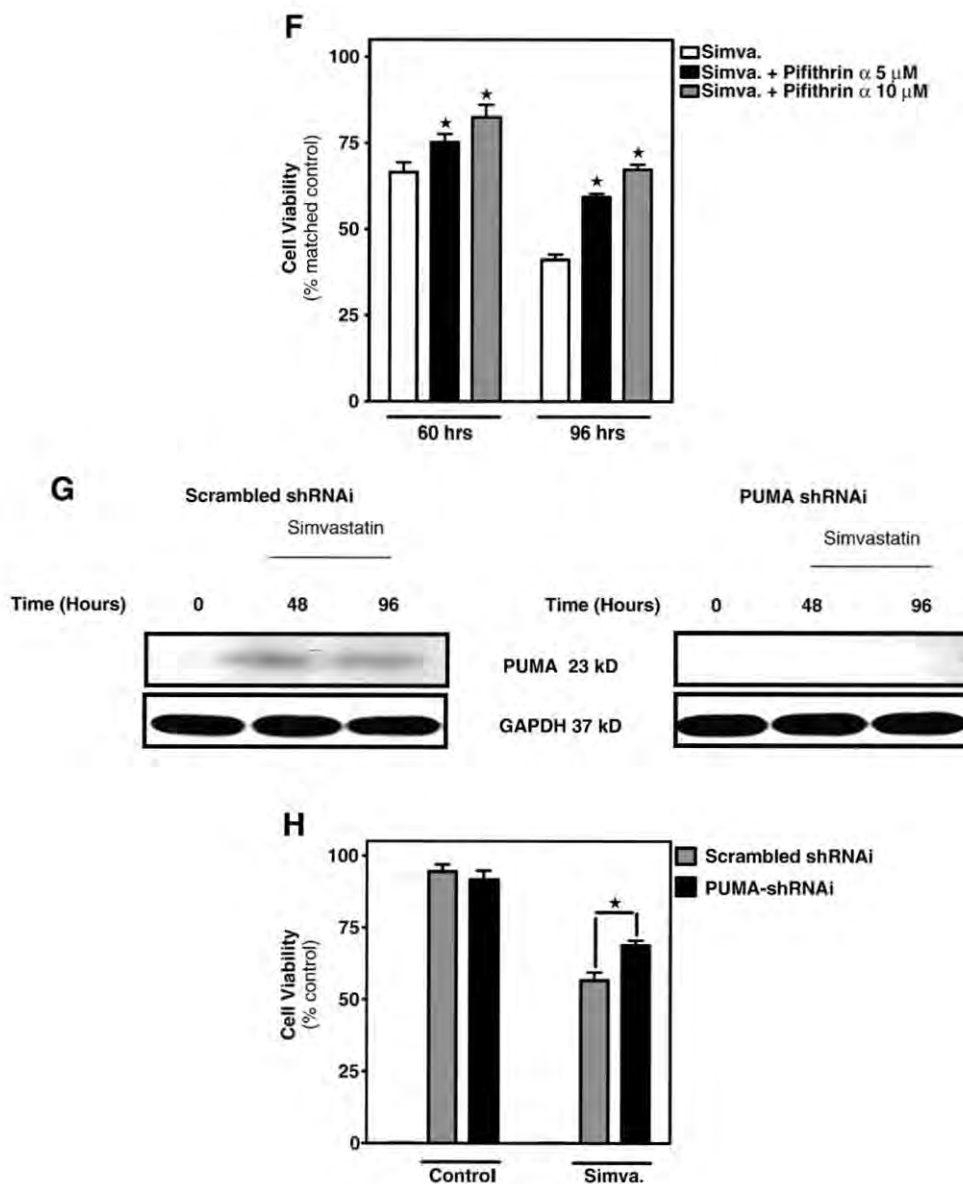 F
Cell Viability
(% matched control)
100
75
50
25
0
★
★
★
★
60 hrs
96 hrs
Simva.
Simva. + Pifithrin α 5 μM
Simva. + Pifithrin α 10 μM
G
Scrambled shRNAi
Simvastatin
Time (Hours) 0 48 96
PUMA shRNAi
Simvastatin
Time (Hours) 0 48 96
PUMA 23 kD
GAPDH 37 kD
H
Cell Viability
(% control)
100
75
50
25
0
★
Control
Simva.
Scrambled shRNAi
PUMA-shRNAi